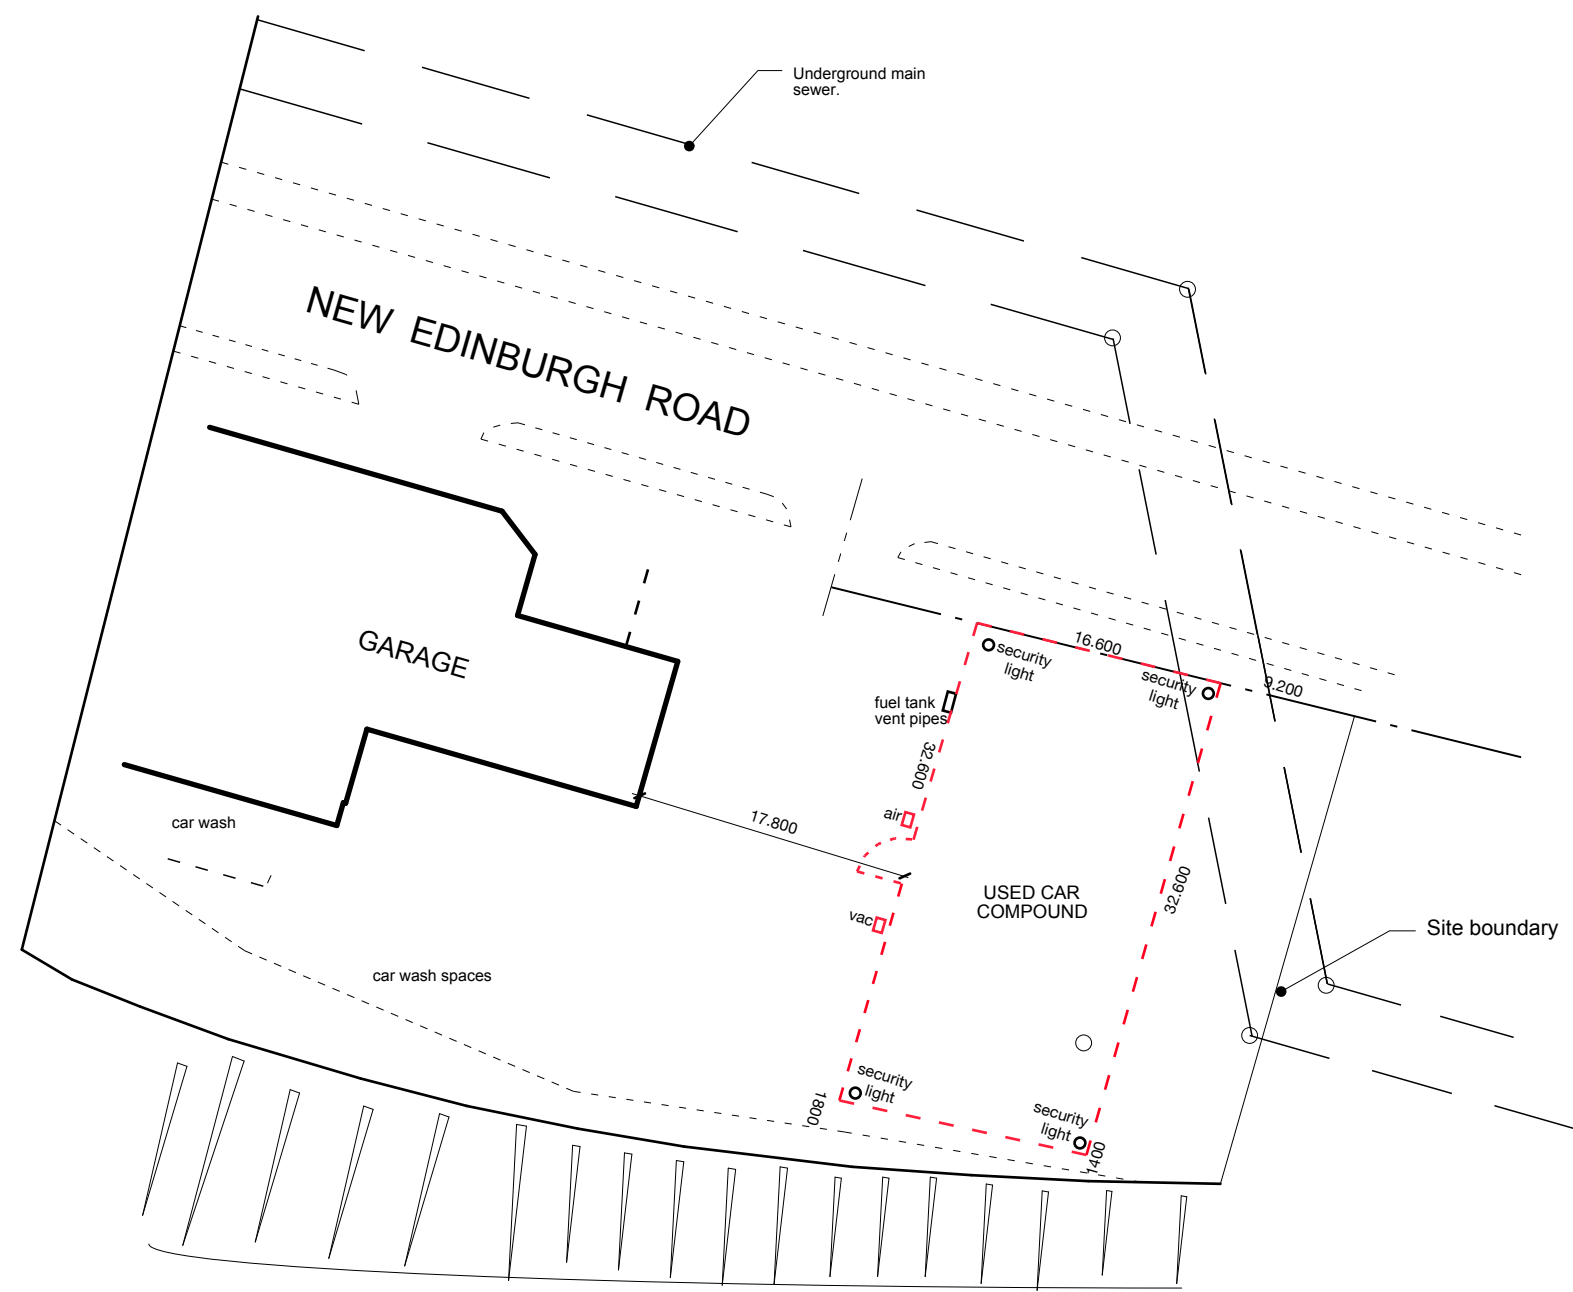 Underground main
sewer.
NEW EDINBURGH ROAD
GARAGE
16.600
security
light
security
light
9.200
fuel tank
vent pipes
32.600
air
17.800
car wash
USED CAR
COMPOUND
32.600
vac
Site boundary
car wash spaces
security
light
1800
security
light
1400